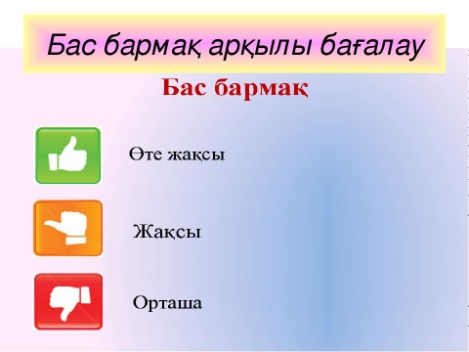 Бас бармақ арқылы бағалау
Бас бармақ
Өте жақсы
Жақсы
Орташа